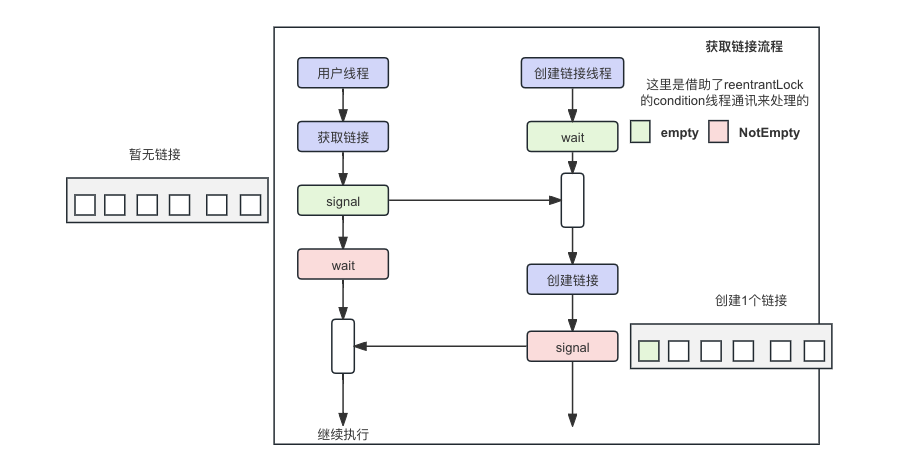 获取链接流程
用户线程
创建链接线程
这里是借助了reentrantLock
的condition线程通讯来处理的
获取链接
wait
empty
NotEmpty
暂无链接
signal
wait
创建链接
创建1个链接
signal
继续执行